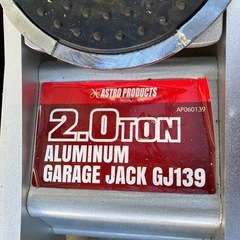 ASTRO PRODUCTS
AP060139
2.0TON
ALUMINUM
GARAGE JACK GJ139